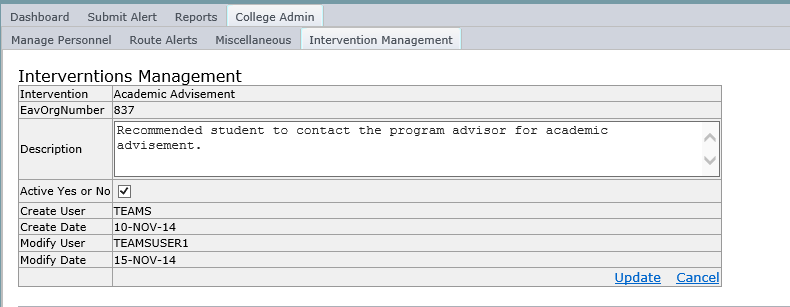 Dashboard Submit Alert Reports College Admin
Manage Personnel Route Alerts Miscellaneous Intervention Management
Interverntions Management
Intervention Academic Advisement
EavOrgNumber 837
Description Recommended student to contact the program advisor for academic
advisement.
Active Yes or No
Create User TEAMS
Create Date 10-NOV-14
Modify User TEAMSUSER1
Modify Date 15-NOV-14
Update Cancel